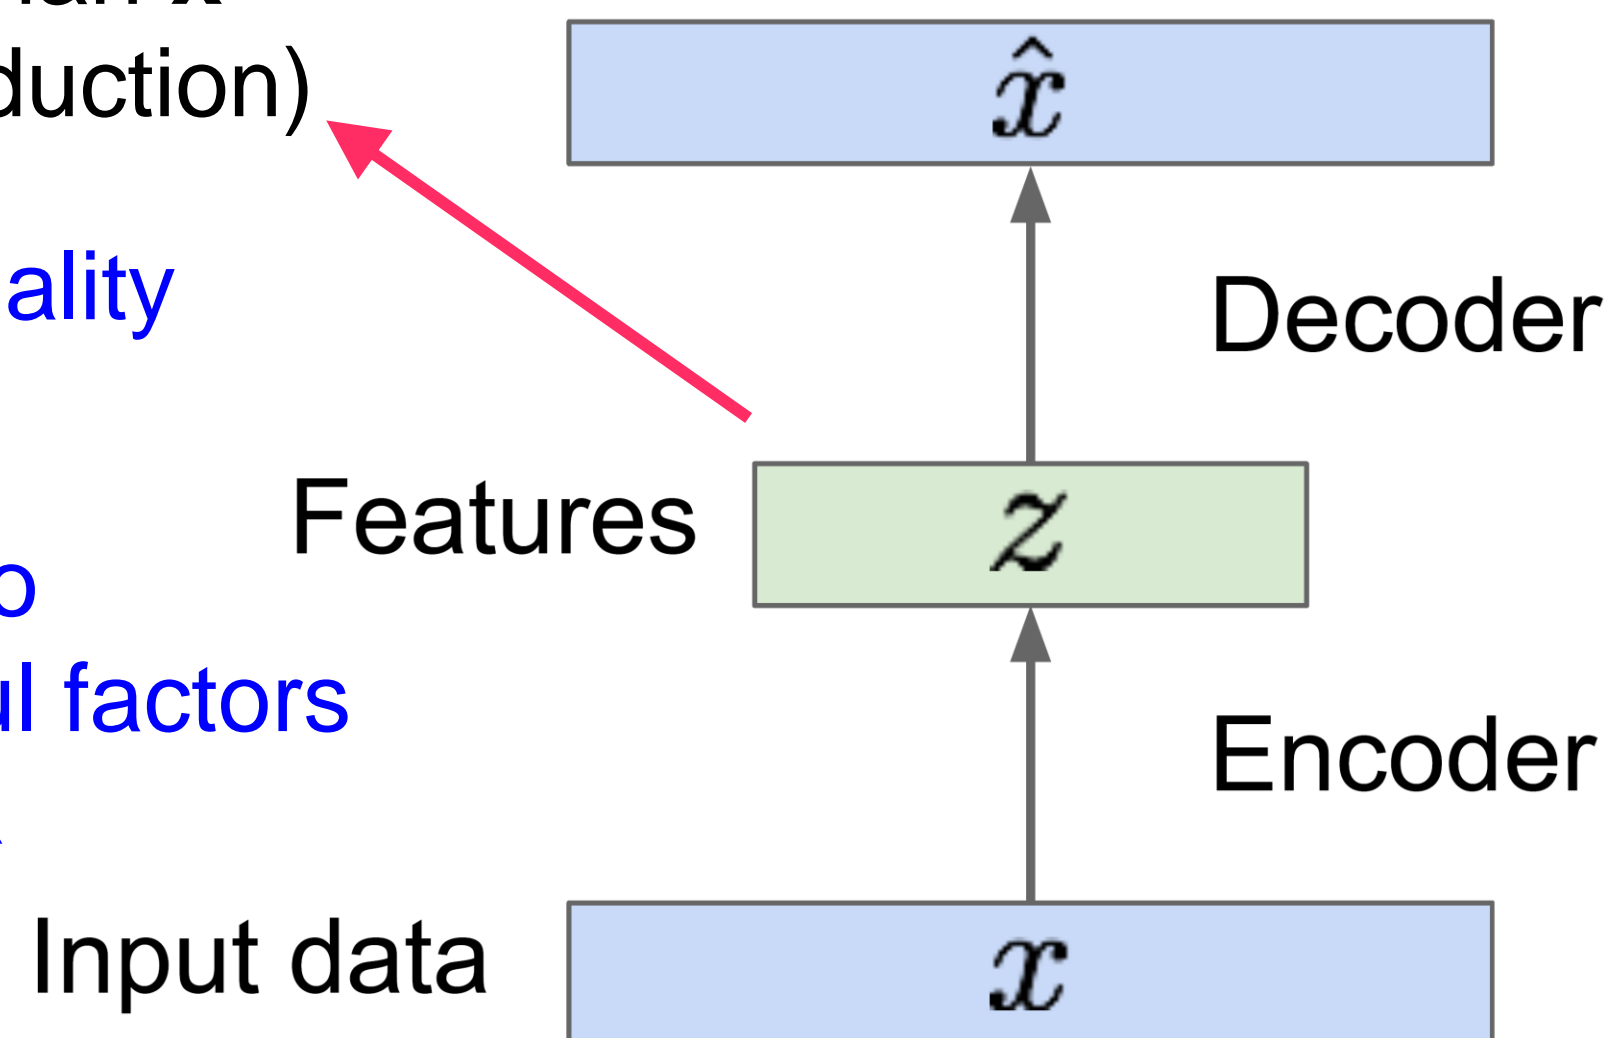 x
duction)
x̂
ality
Decoder
Features
z
o
factors
Encoder
Input data
x